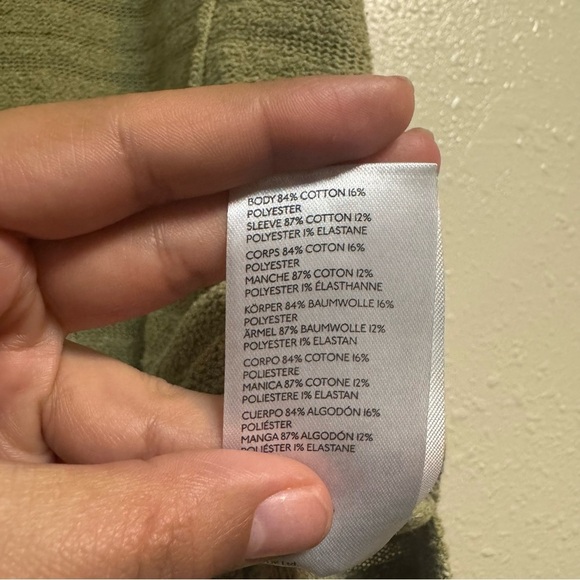 BODY 84% COTTON 16%
POLYESTER
SLEEVE 87% COTTON 12%
POLYESTER 1% ELASTANE
CORPS 84% COTON 16%
POLYESTER
MANCHE 87% COTON 12%
POLYESTER 1% ÉLASTHANNE
KÖRPER 84% BAUMWOLLE 16%
POLYESTER
ÄRMEL 87% BAUMWOLLE 12%
POLYESTER 1% ELASTAN
CORPO 84% COTONE 16%
POLIESTERE
MANICA 87% COTONE 12%
POLIESTERE 1% ELASTAN
CUERPO 84% ALGODÓN 16%
POLIÉSTER
MANGA 87% ALGODÓN 12%
POLIÉSTER 1% ELASTANE